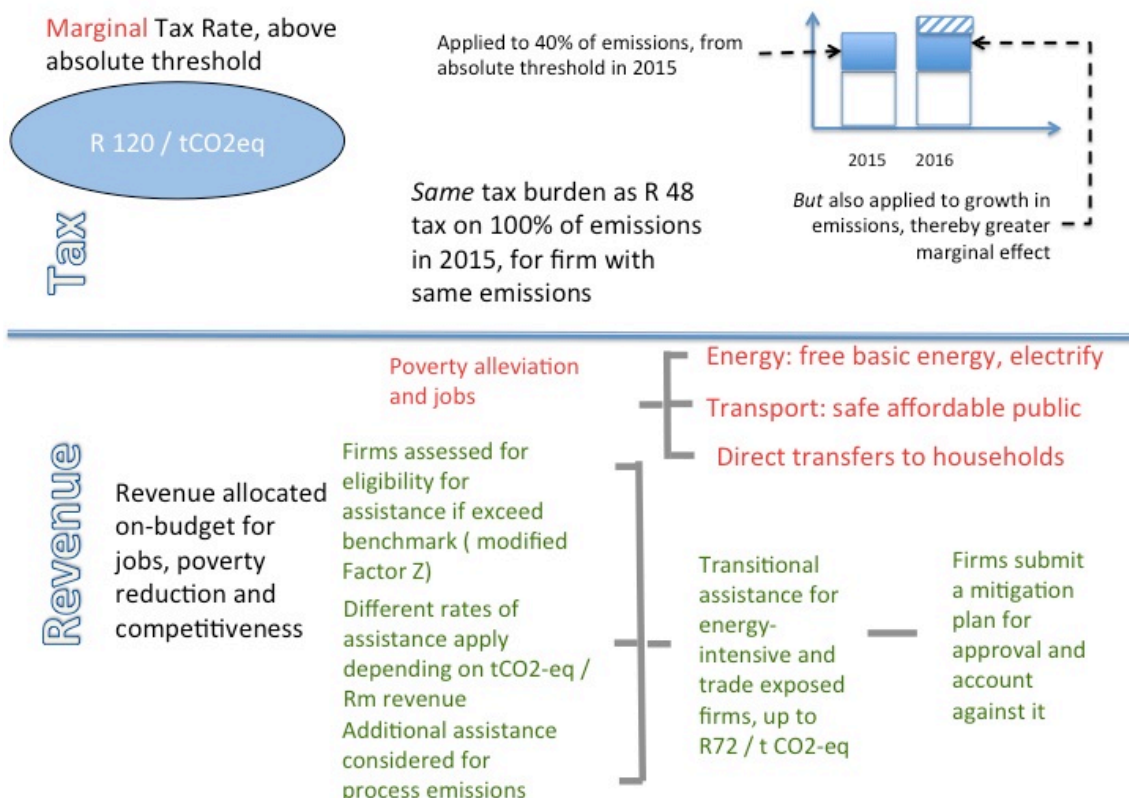 Marginal Tax Rate, above
absolute threshold
R 120 / tCO2eq
Tax
Applied to 40% of emissions, from
absolute threshold in 2015
2015
2016
Same tax burden as R 48
tax on 100% of emissions
in 2015, for firm with
same emissions
But also applied to growth in
emissions, thereby greater
marginal effect
Revenue
Revenue allocated
on-budget for
jobs, poverty
reduction and
competitiveness
Poverty alleviation
and jobs
Energy: free basic energy, electrify
Transport: safe affordable public
Direct transfers to households
Firms assessed for
eligibility for
assistance if exceed
benchmark ( modified
Factor Z)
Different rates of
assistance apply
depending on tCO2-eq /
Rm revenue
Additional assistance
considered for
process emissions
Transitional
assistance for
energy-
intensive and
trade exposed
firms, up to
R72 / t CO2-eq
Firms submit
a mitigation
plan for
approval and
account
against it